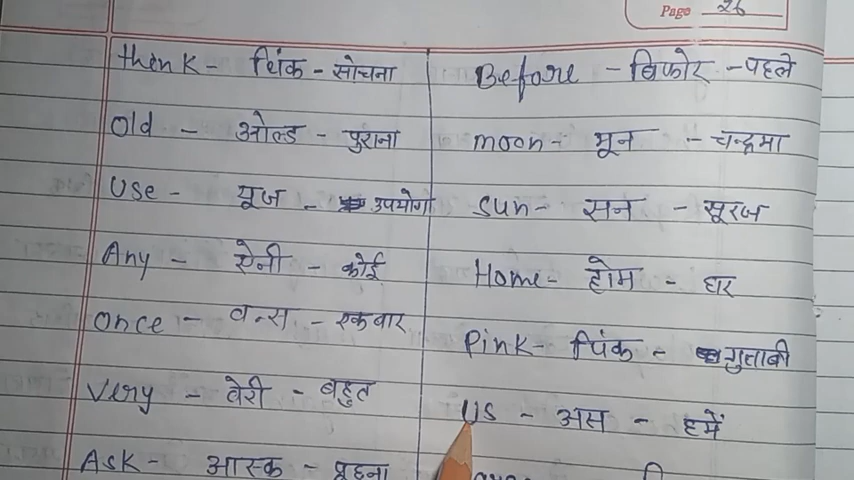 Page 26
thenk - थिंक - सोचना
Old - ओल्ड - पुराना
Use - यूज - उपयोग
Any - ऐनी - कोई
Once - वन्स - एकबार
Very - वेरी - बहुत
Ask - आस्क - पूछना
Before - बिफोर - पहले
moon - मून - चन्द्रमा
Sun - सन - सूरज
Home - होम - घर
Pink - पिंक - गुलाबी
US - अस - हमें